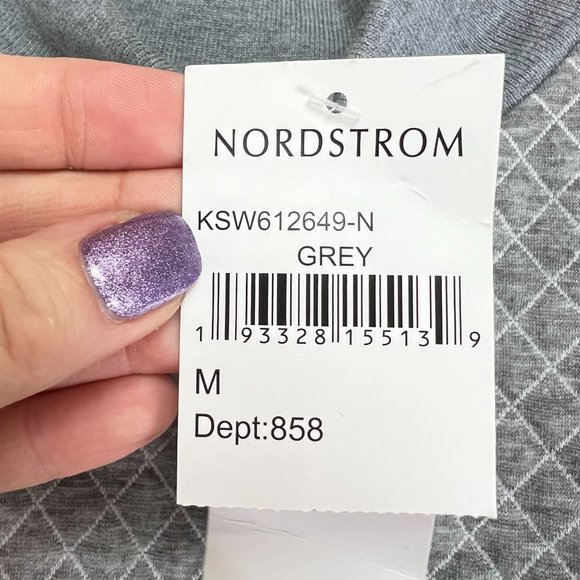 NORDSTROM
KSW612649-N
GREY
1 93328 15513 9
M
Dept:858